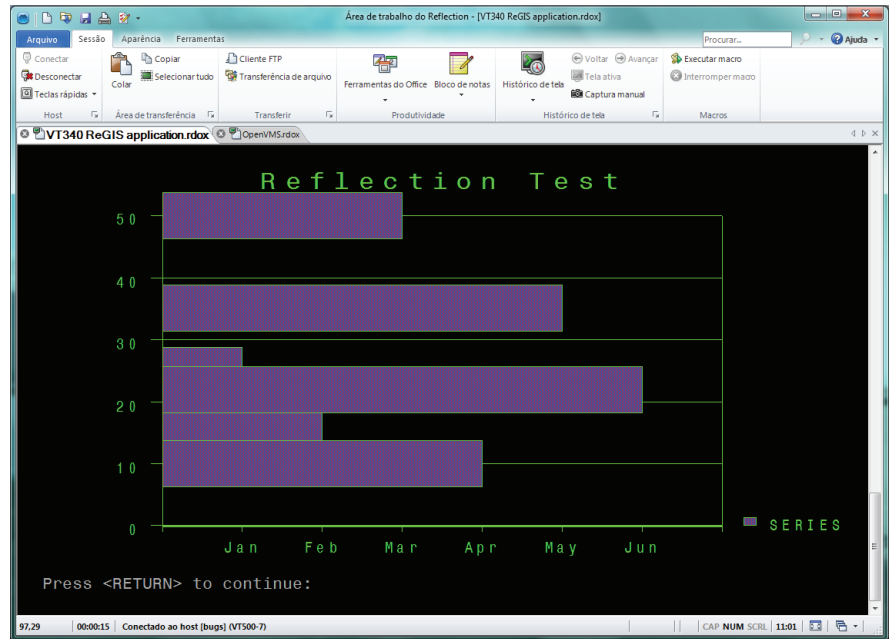 Área de trabalho do Reflection - [VT340 ReGIS application.rdox]
Arquivo Sessão Aparência Ferramentas Procurar... Ajuda
Conectar
Desconectar
Teclas rápidas
Host
Colar
Copiar
Selecionar tudo
Área de transferência
Cliente FTP
Transferência de arquivo
Transferir
Ferramentas do Office
Bloco de notas
Produtividade
Histórico de tela
Voltar Avançar
Tela ativa
Captura manual
Histórico de tela
Executar macro
Interromper macro
Macros
VT340 ReGIS application.rdox OpenVMS.rdox
Reflection Test
50
40
30
20
10
0
SERIES
Jan Feb Mar Apr May Jun
Press <RETURN> to continue:
97,29 00:00:15 Conectado ao host [bugs] (VT500-7) CAP NUM SCRL 11:01